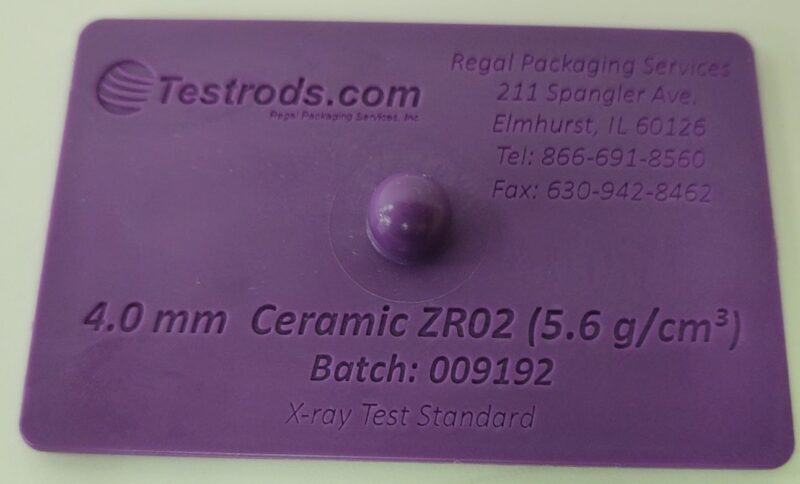 Testrods.com
Regal Packaging Services, Inc
Regal Packaging Services
211 Spangler Ave.
Elmhurst, IL 60126
Tel: 866-691-8560
Fax: 630-942-8462
4.0 mm Ceramic ZR02 (5.6 g/cm³)
Batch: 009192
X-ray Test Standard